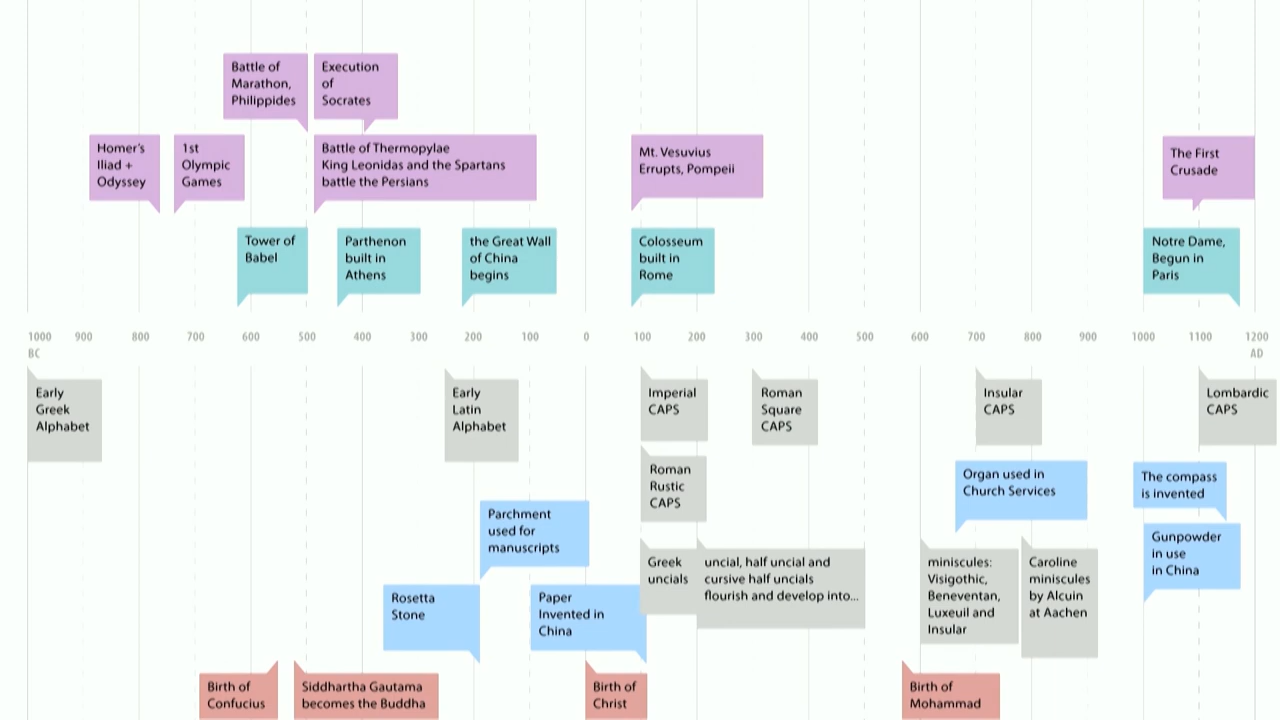 Battle of
Marathon,
Philippides
Execution
of
Socrates
Homer's
Iliad +
Odyssey
1st
Olympic
Games
Battle of Thermopylae
King Leonidas and the Spartans
battle the Persians
Mt. Vesuvius
Errupts, Pompeii
The First
Crusade
Tower of
Babel
Parthenon
built in
Athens
the Great Wall
of China
begins
Colosseum
built in
Rome
Notre Dame,
Begun in
Paris
1000 900 800 700 600 500 400 300 200 100 0 100 200 300 400 500 600 700 800 900 1000 1100 1200
BC AD
Early
Greek
Alphabet
Early
Latin
Alphabet
Imperial
CAPS
Roman
Square
CAPS
Insular
CAPS
Lombardic
CAPS
Roman
Rustic
CAPS
Organ used in
Church Services
The compass
is invented
Parchment
used for
manuscripts
Gunpowder
in use
in China
Greek
uncials
uncial, half uncial and
cursive half uncials
flourish and develop into...
miniscules:
Visigothic,
Beneventan,
Luxeuil and
Insular
Caroline
miniscules
by Alcuin
at Aachen
Rosetta
Stone
Paper
Invented in
China
Birth of
Confucius
Siddhartha Gautama
becomes the Buddha
Birth of
Christ
Birth of
Mohammad